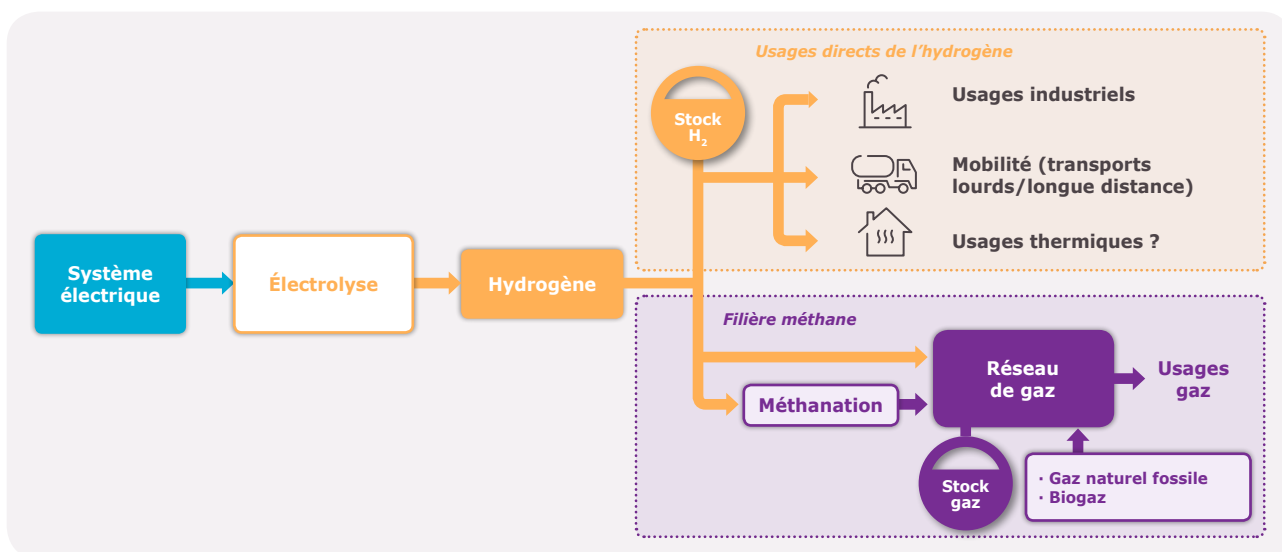 Usages directs de l’hydrogène
Stock
H2
Usages industriels
Mobilité (transports
lourds/longue distance)
Usages thermiques ?
Système
électrique
Électrolyse
Hydrogène
Filière méthane
Réseau
de gaz
Usages
gaz
Méthanation
Stock
gaz
· Gaz naturel fossile
· Biogaz